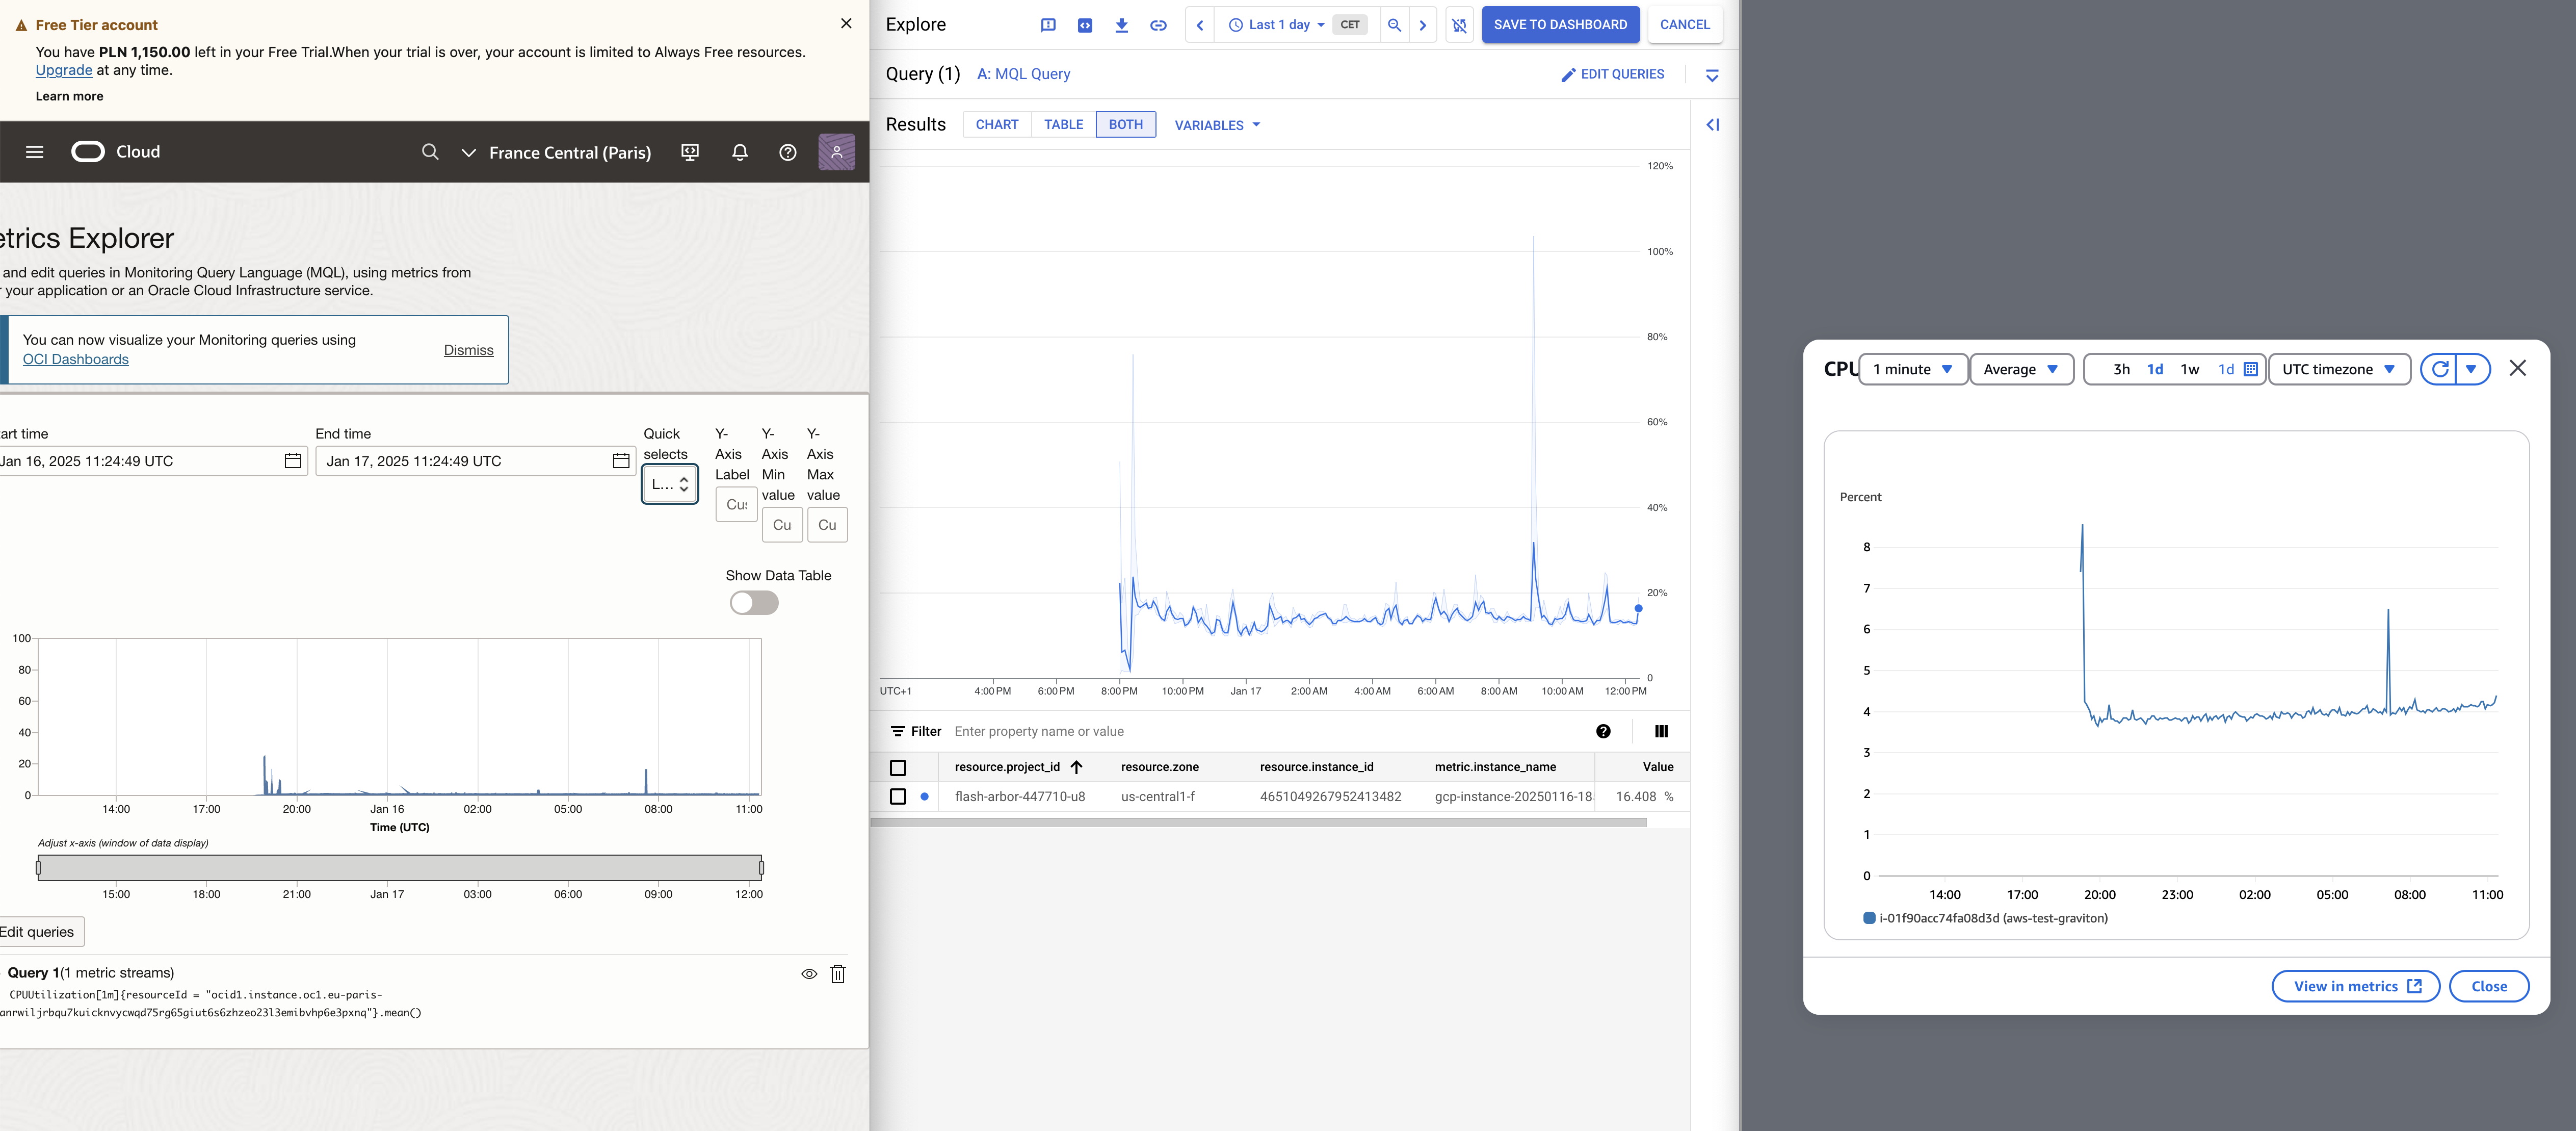 Free Tier account
You have PLN 1,150.00 left in your Free Trial.When your trial is over, your account is limited to Always Free resources.
Upgrade at any time.
Learn more
Cloud
France Central (Paris)
etrics Explorer
and edit queries in Monitoring Query Language (MQL), using metrics from
your application or an Oracle Cloud Infrastructure service.
You can now visualize your Monitoring queries using
OCI Dashboards
Dismiss
art time
Jan 16, 2025 11:24:49 UTC
End time
Jan 17, 2025 11:24:49 UTC
Quick
selects
L...
Y-
Axis
Label
Cu
Y-
Axis
Min
value
Cu
Y-
Axis
Max
value
Cu
Show Data Table
100
80
60
40
20
0
14:00 17:00 20:00 Jan 16 02:00 05:00 08:00 11:00
Time (UTC)
Adjust x-axis (window of data display)
15:00 18:00 21:00 Jan 17 03:00 06:00 09:00 12:00
Edit queries
Query 1(1 metric streams)
CPUUtilization[1m]{resourceId = "ocid1.instance.oc1.eu-paris-
anrwiljrbqu7kuicknvycwqd75rg65giut6s6zhzeo23l3emibvhp6e3pxnq"}.mean()
Explore
Last 1 day CET
SAVE TO DASHBOARD
CANCEL
Query (1) A: MQL Query
EDIT QUERIES
Results CHART TABLE BOTH VARIABLES
120%
100%
80%
60%
40%
20%
0
UTC+1 4:00 PM 6:00 PM 8:00 PM 10:00 PM Jan 17 2:00 AM 4:00 AM 6:00 AM 8:00 AM 10:00 AM 12:00 PM
Filter Enter property name or value
resource.project_id resource.zone resource.instance_id metric.instance_name Value
flash-arbor-447710-u8 us-central1-f 4651049267952413482 gcp-instance-20250116-18 16.408 %
CPU 1 minute Average 3h 1d 1w 1d UTC timezone
Percent
8
7
6
5
4
3
2
1
0
14:00 17:00 20:00 23:00 02:00 05:00 08:00 11:00
i-01f90acc74fa08d3d (aws-test-graviton)
View in metrics
Close